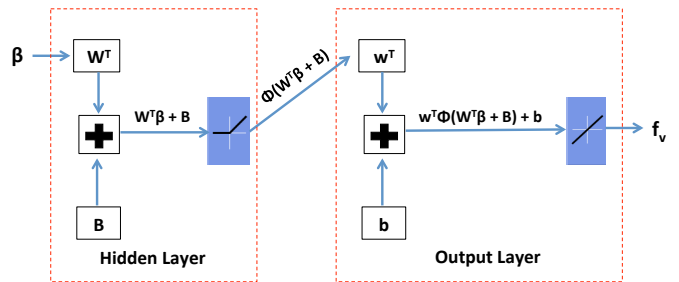 β
Wᵀ
Wᵀβ + B
B
Hidden Layer
Φ(Wᵀβ + B)
wᵀ
wᵀΦ(Wᵀβ + B) + b
b
Output Layer
fᵥ